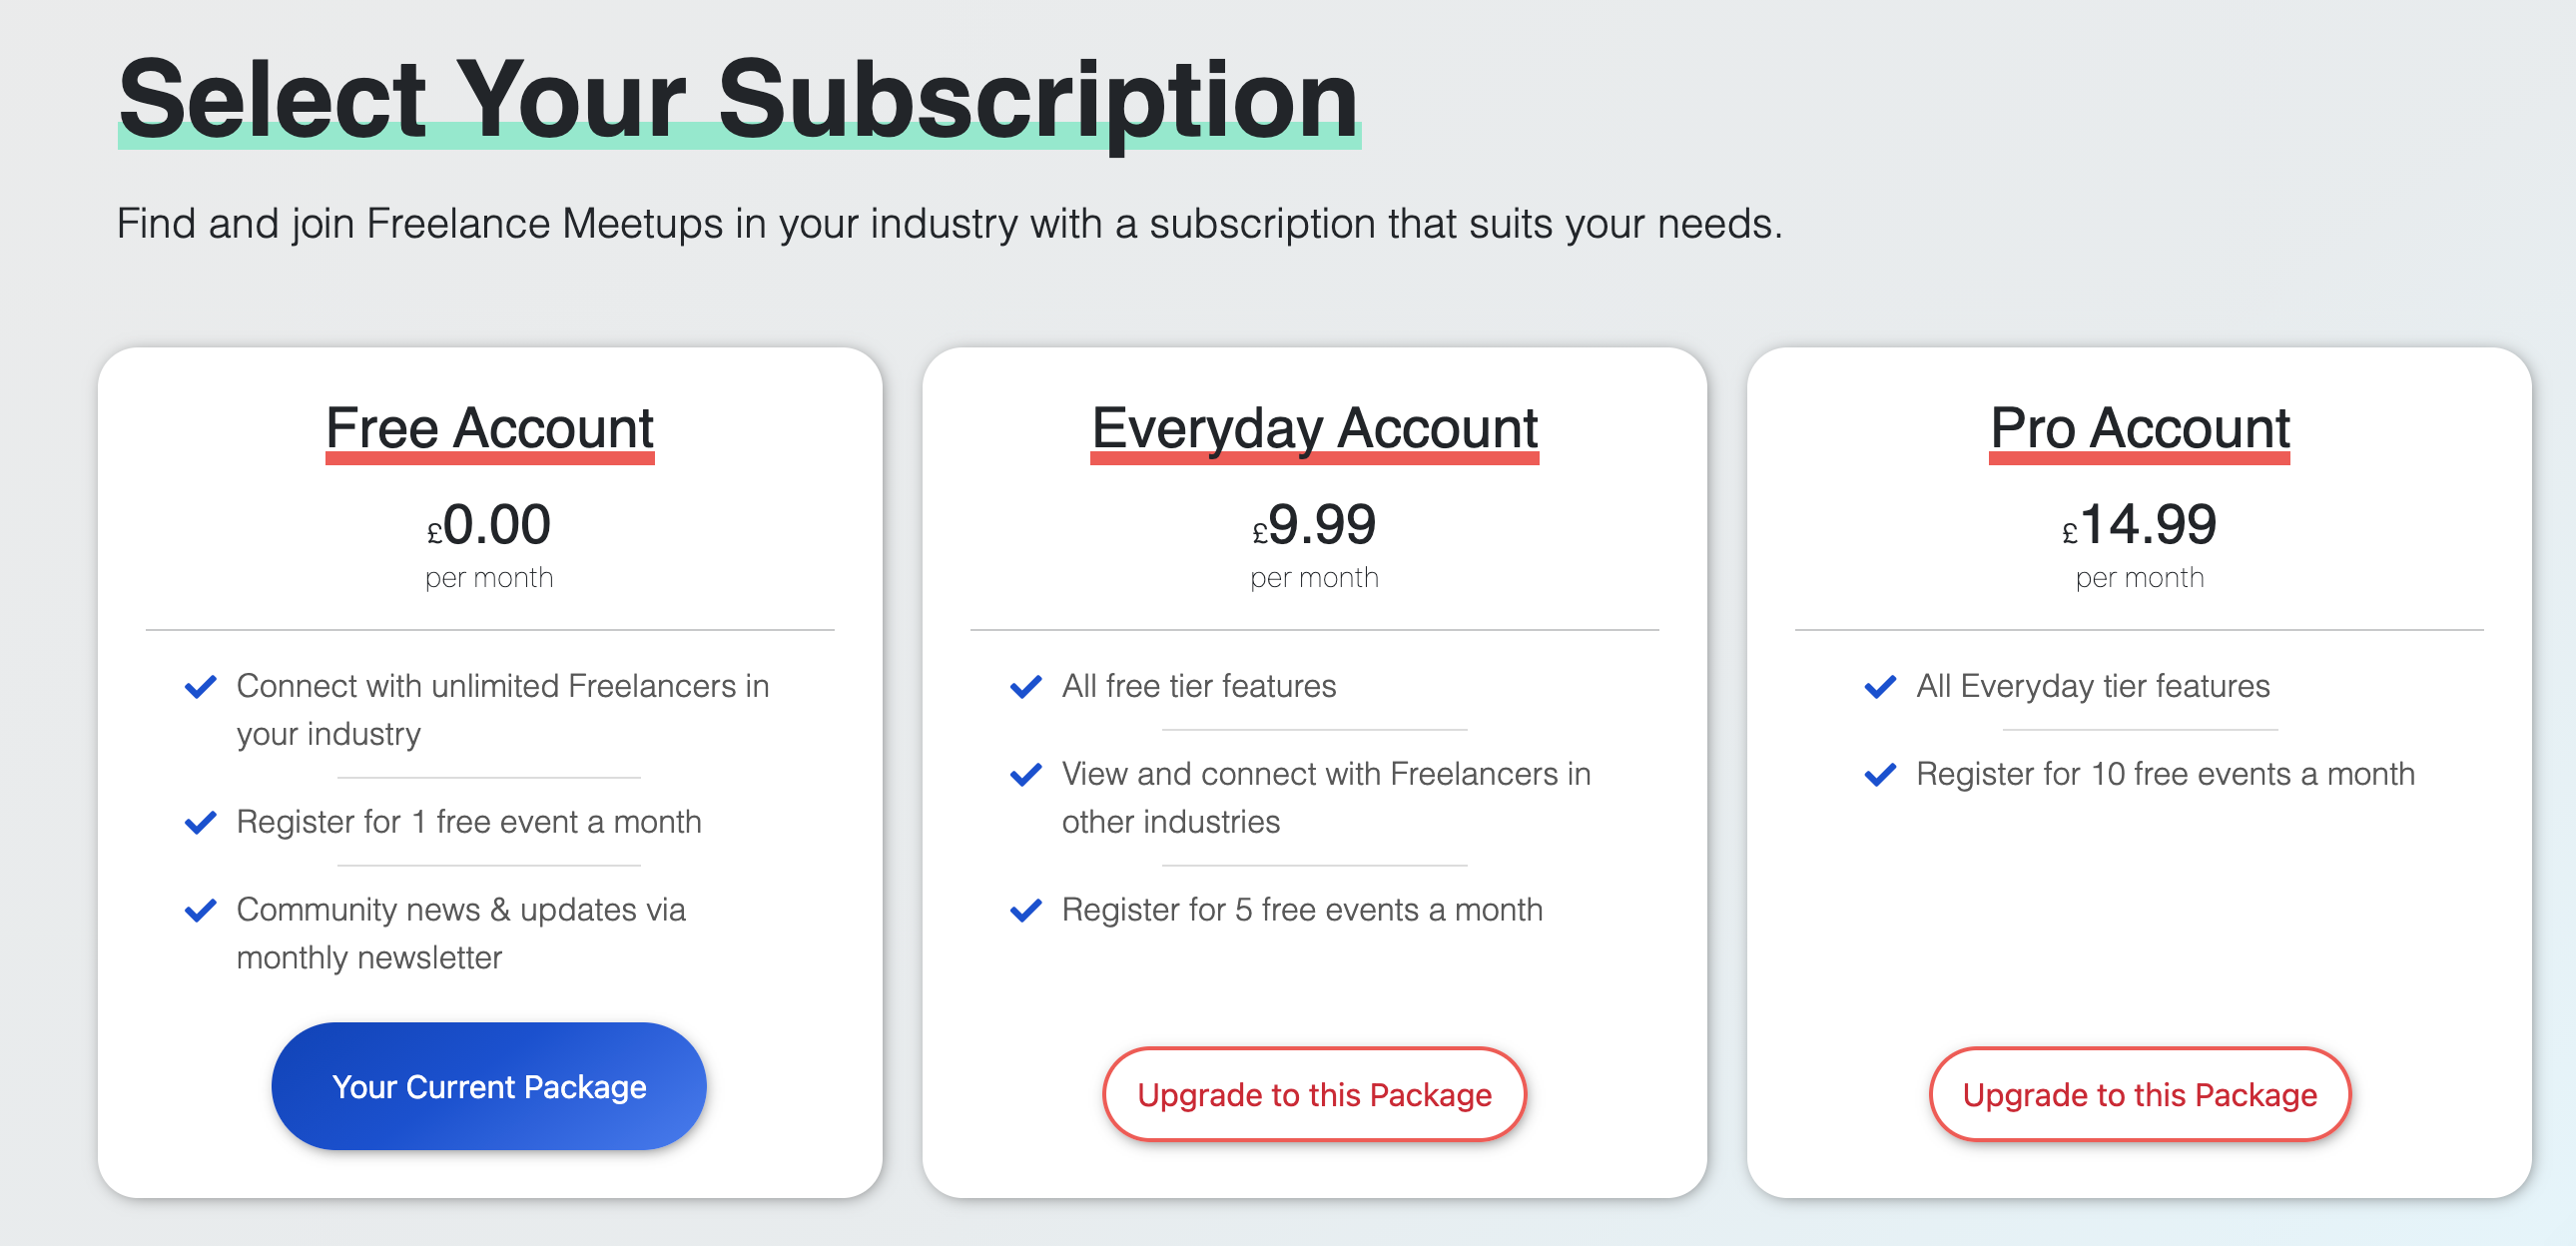 Select Your Subscription
Find and join Freelance Meetups in your industry with a subscription that suits your needs.
Free Account
£0.00
per month
Connect with unlimited Freelancers in
your industry
Register for 1 free event a month
Community news & updates via
monthly newsletter
Your Current Package
Everyday Account
£9.99
per month
All free tier features
View and connect with Freelancers in
other industries
Register for 5 free events a month
Upgrade to this Package
Pro Account
£14.99
per month
All Everyday tier features
Register for 10 free events a month
Upgrade to this Package